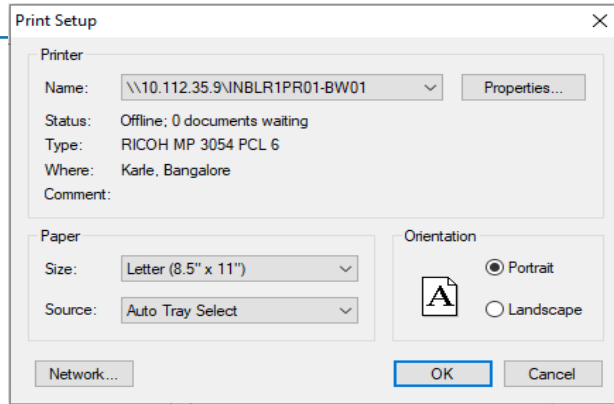 Print Setup
Printer
Name: \\10.112.35.9\INBLR1PR01-BW01 Properties...
Status: Offline; 0 documents waiting
Type: RICOH MP 3054 PCL 6
Where: Karle, Bangalore
Comment:
Paper Orientation
Size: Letter (8.5" x 11") Portrait
A
Source: Auto Tray Select Landscape
Network... OK Cancel